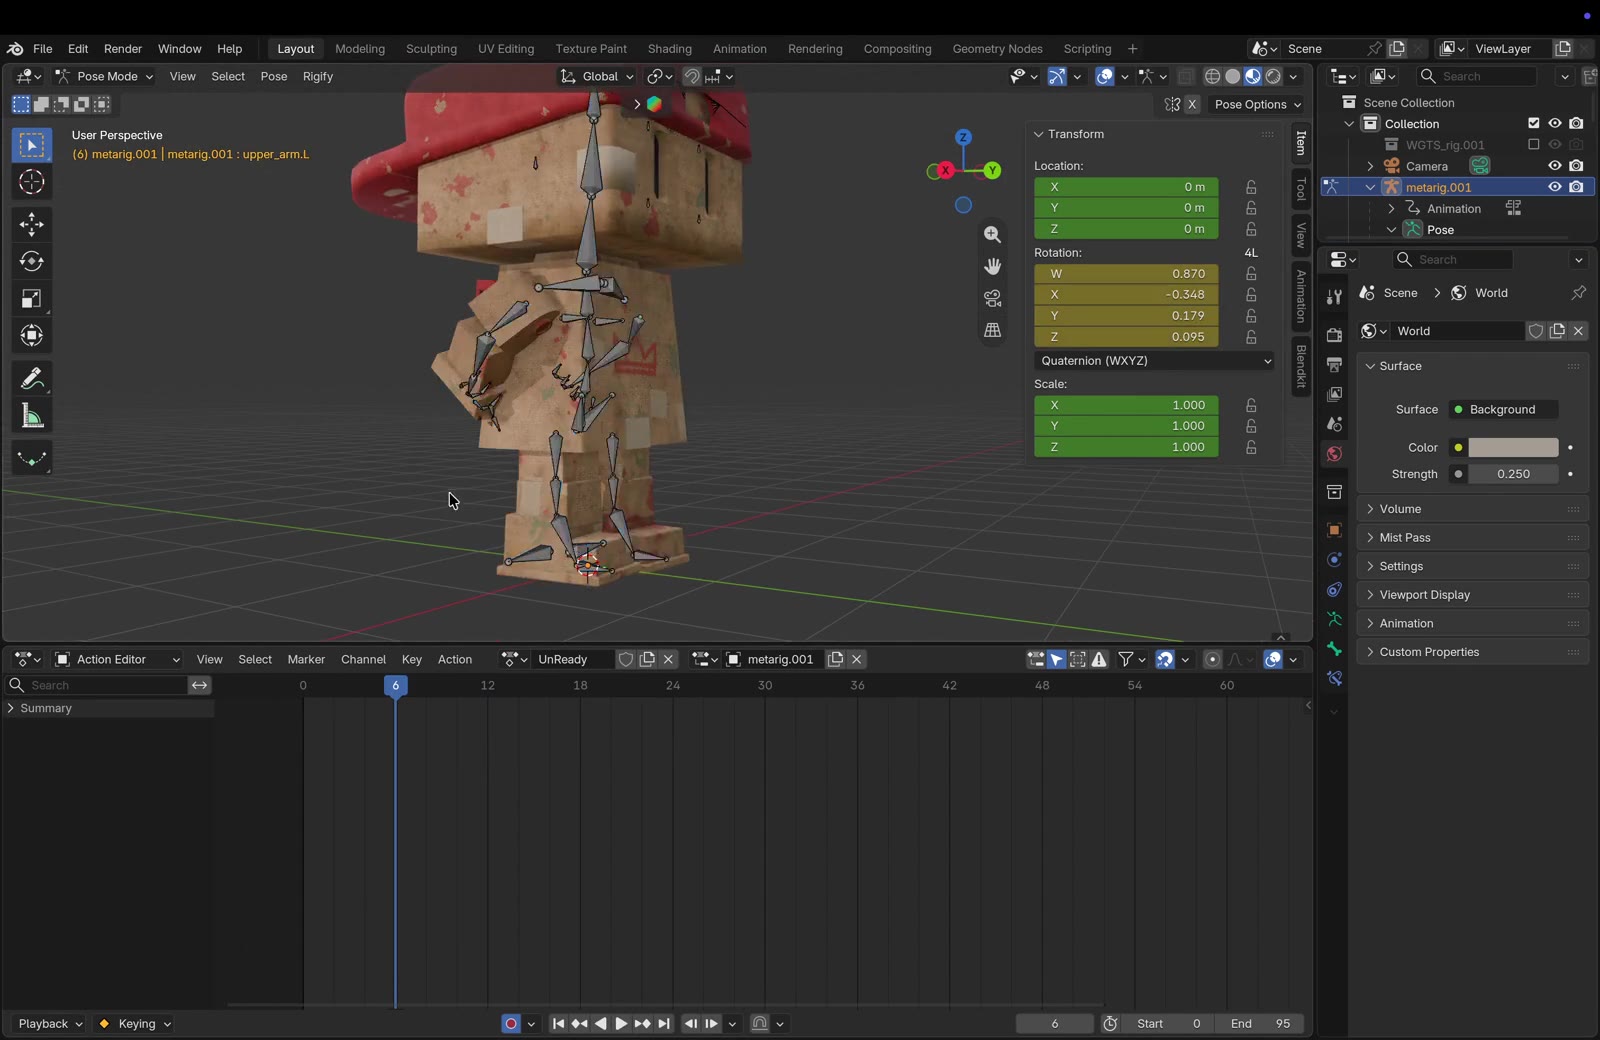 File Edit Render Window Help Layout Modeling Sculpting UV Editing Texture Paint Shading Animation Rendering Compositing Geometry Nodes Scripting + Scene ViewLayer
Pose Mode View Select Pose Rigify Global
X Pose Options
User Perspective
(6) metarig.001 | metarig.001 : upper_arm.L
Z
X Y
Transform
Location:
X 0 m
Y 0 m
Z 0 m
Rotation: 4L
W 0.870
X -0.348
Y 0.179
Z 0.095
Quaternion (WXYZ)
Scale:
X 1.000
Y 1.000
Z 1.000
Item
Tool
View
Animation
Blendkit
Search
Scene Collection
Collection
WGTS_rig.001
Camera
metarig.001
Animation
Pose
Search
Scene World
World
Surface
Surface Background
Color
Strength 0.250
Volume
Mist Pass
Settings
Viewport Display
Animation
Custom Properties
Action Editor View Select Marker Channel Key Action UnReady metarig.001
Search 0 6 12 18 24 30 36 42 48 54 60
Summary
Playback Keying 6 Start 0 End 95